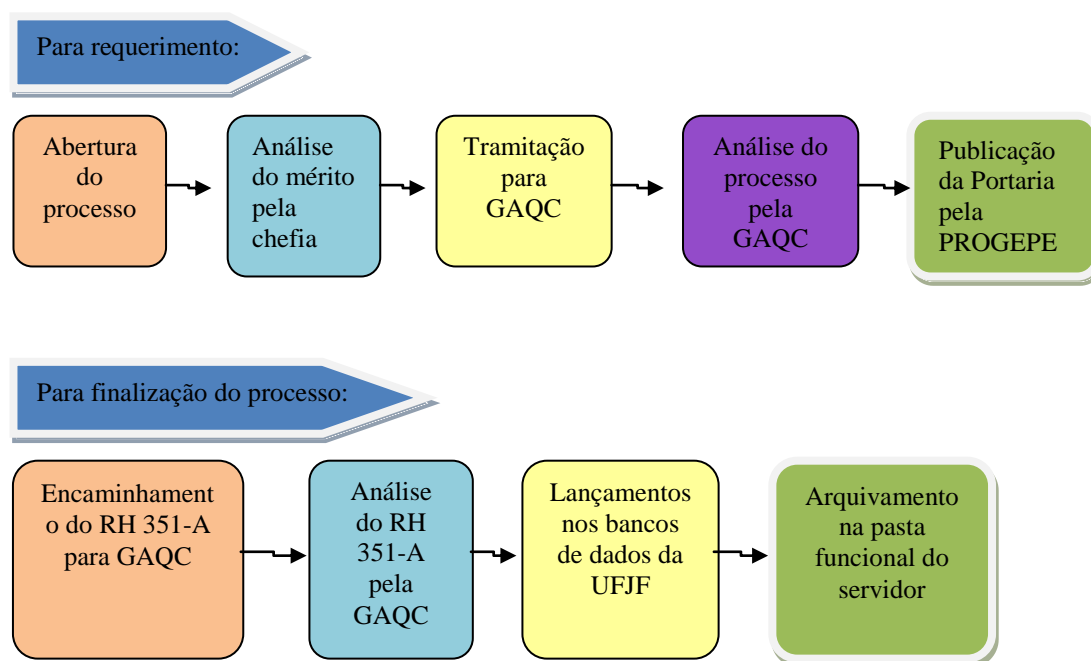 Para requerimento:
Abertura
do
processo
Análise
do mérito
pela
chefia
Tramitação
para
GAQC
Análise do
processo
pela
GAQC
Publicação
da Portaria
pela
PROGEPE
Para finalização do processo:
Encaminhament
o do RH 351-A
para GAQC
Análise
do RH
351-A
pela
GAQC
Lançamentos
nos bancos
de dados da
UFJF
Arquivamento
na pasta
funcional do
servidor